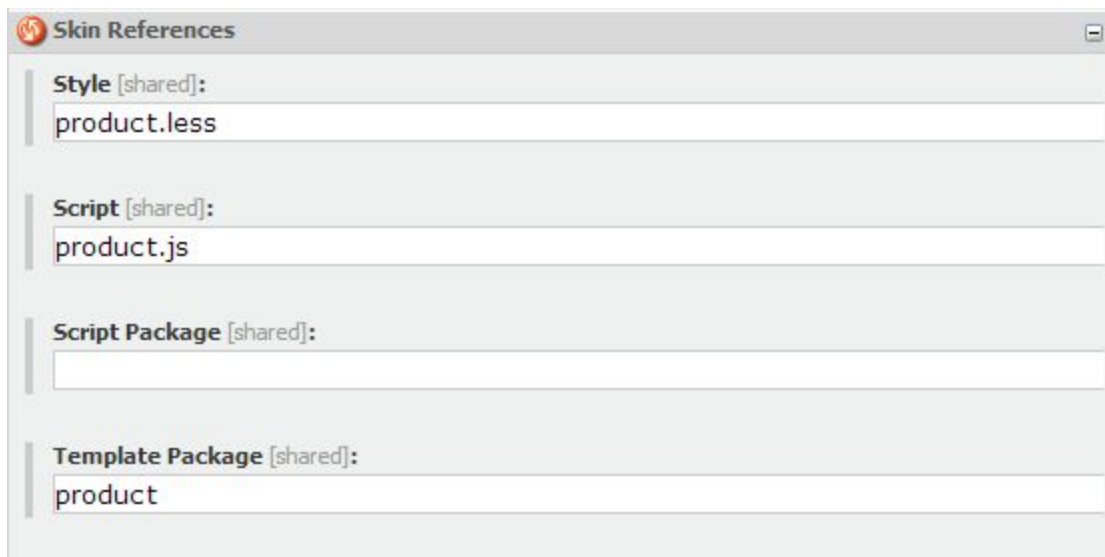 Skin References
Style [shared]:
product.less
Script [shared]:
product.js
Script Package [shared]:
Template Package [shared]:
product